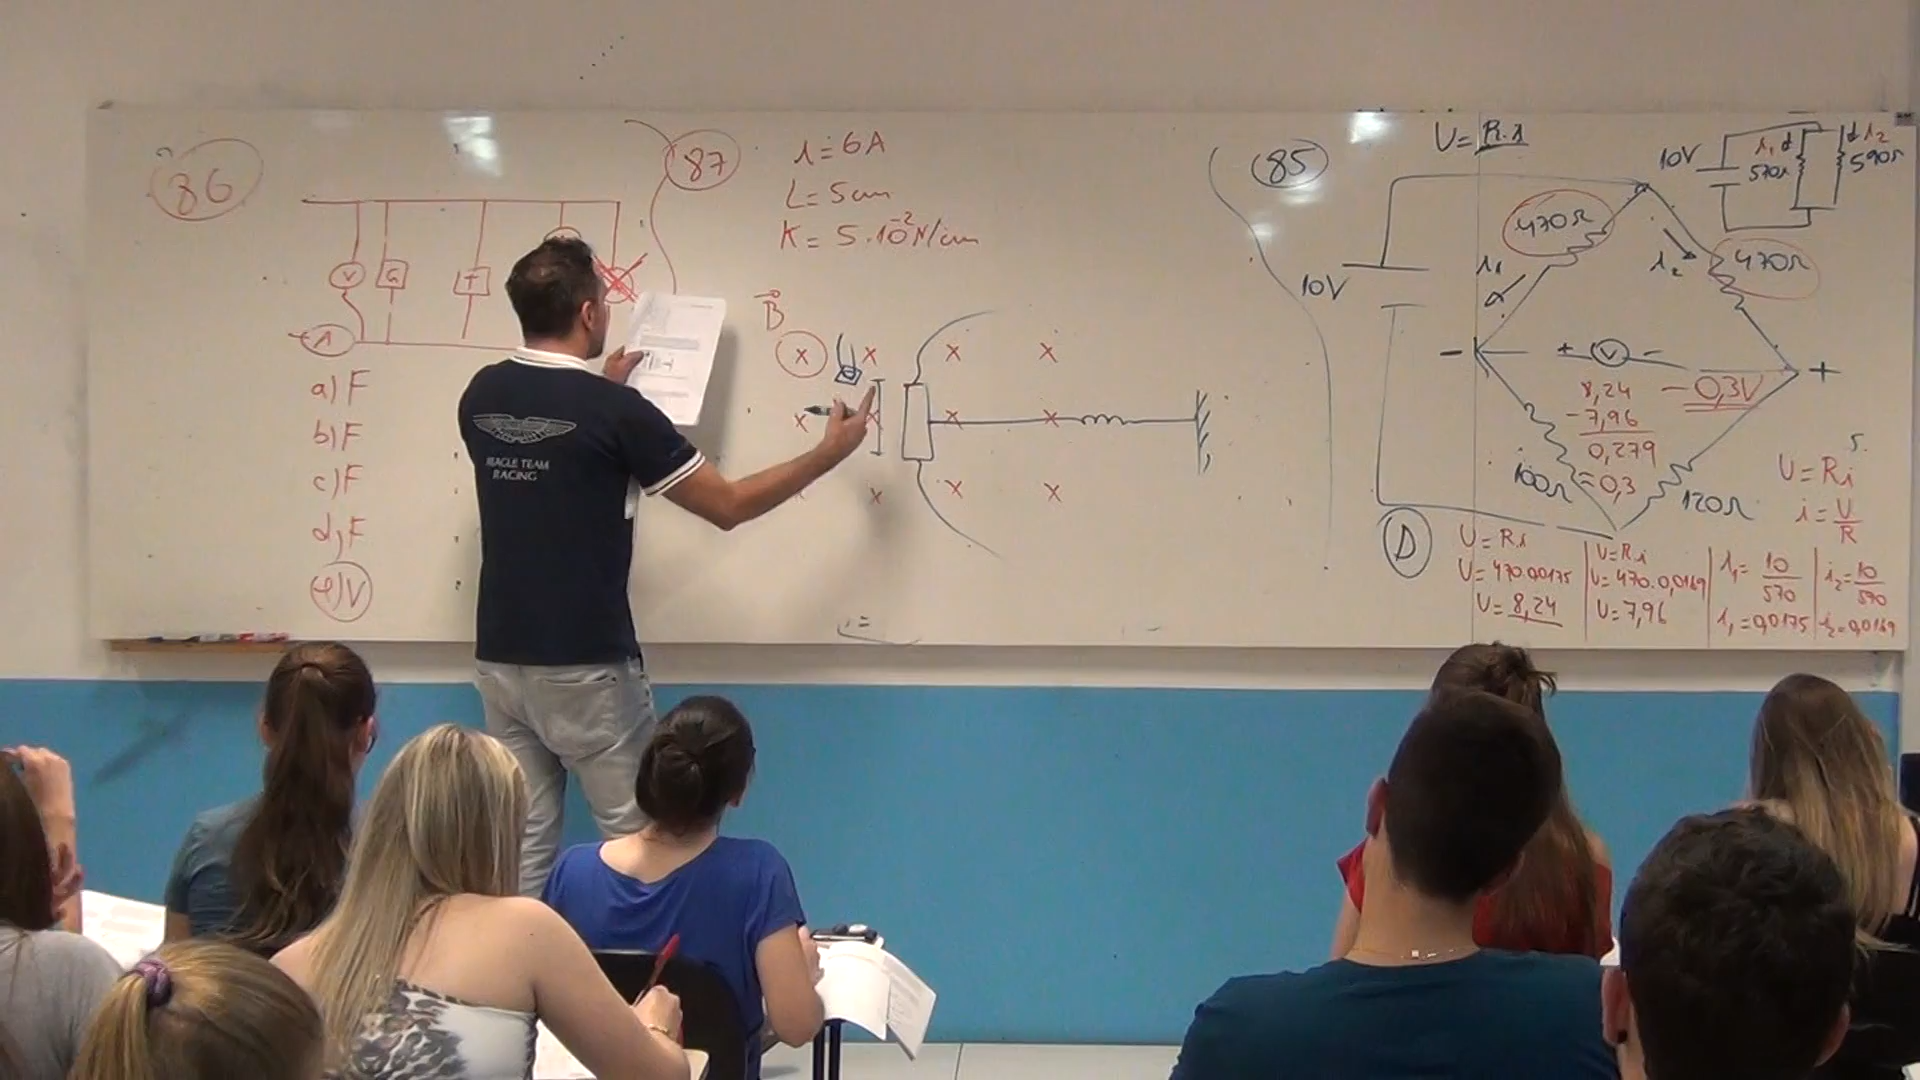 86
V
G
T
A
a) F
b) F
c) F
d) F
e) V
EAGLE TEAM
RACING
87
i = 6A
L = 5cm
K = 5.10⁻² N/cm
B
x x x x
x x x x
x x x
85
U = R.i
10V
i₁
570Ω
i₂
590Ω
470Ω
470Ω
i₁
i₂
10V
- + V - +
8,24
-7,96
0,279
=0,3
-0,3V
100Ω
120Ω
U = Ri
i = U/R
D
U = R.i
U = 470.0,0175
U = 8,24
U = R.i
U = 470.0,0169
U = 7,96
i₁ = 10/570
i₁ = 0,0175
i₂ = 10/590
i₂ = 0,0169